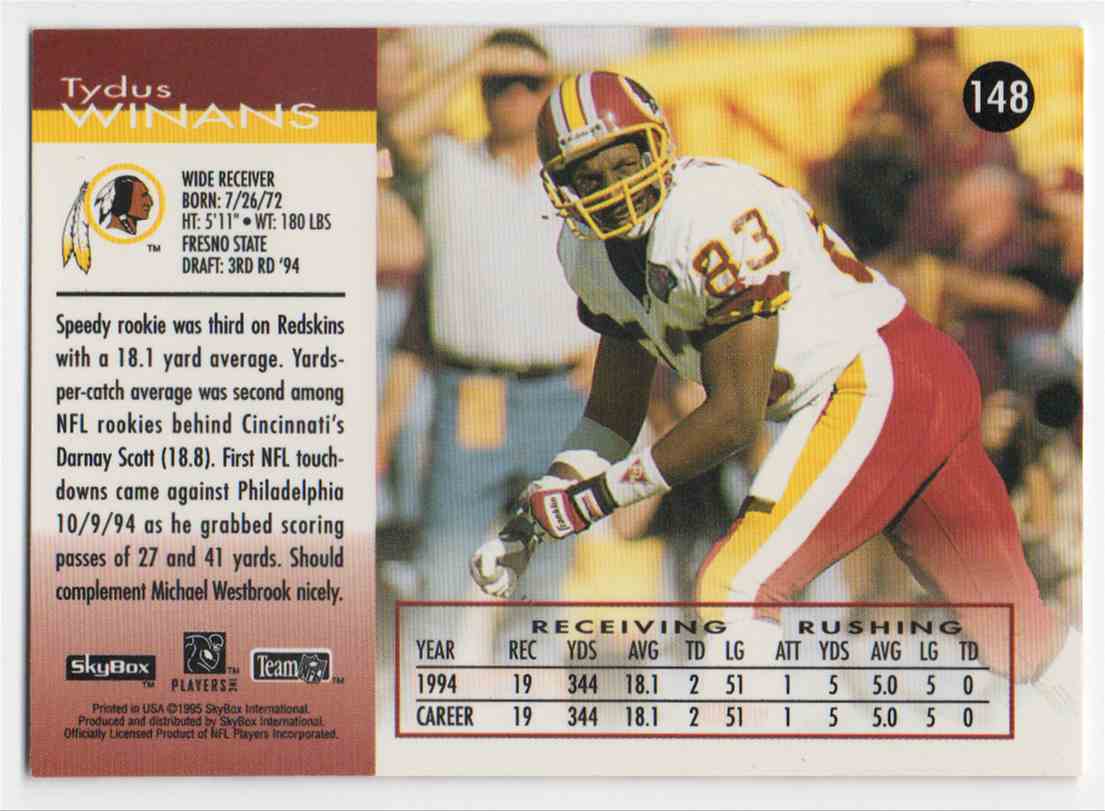 Tydus
WINANS
148
WIDE RECEIVER
BORN: 7/26/72
HT: 5'11" • WT: 180 LBS
FRESNO STATE
DRAFT: 3RD RD '94
TM
Speedy rookie was third on Redskins
with a 18.1 yard average. Yards-
per-catch average was second among
NFL rookies behind Cincinnati's
Darnay Scott (18.8). First NFL touch-
downs came against Philadelphia
10/9/94 as he grabbed scoring
passes of 27 and 41 yards. Should
complement Michael Westbrook nicely.
83
Franklin
RECEIVING RUSHING
YEAR REC YDS AVG TD LG ATT YDS AVG LG TD
1994 19 344 18.1 2 51 1 5 5.0 5 0
CAREER 19 344 18.1 2 51 1 5 5.0 5 0
SkyBox TM
PLAYERS INC TM
Team NFL TM
Printed in USA ©1995 SkyBox International.
Produced and distributed by SkyBox International.
Officially Licensed Product of NFL Players Incorporated.